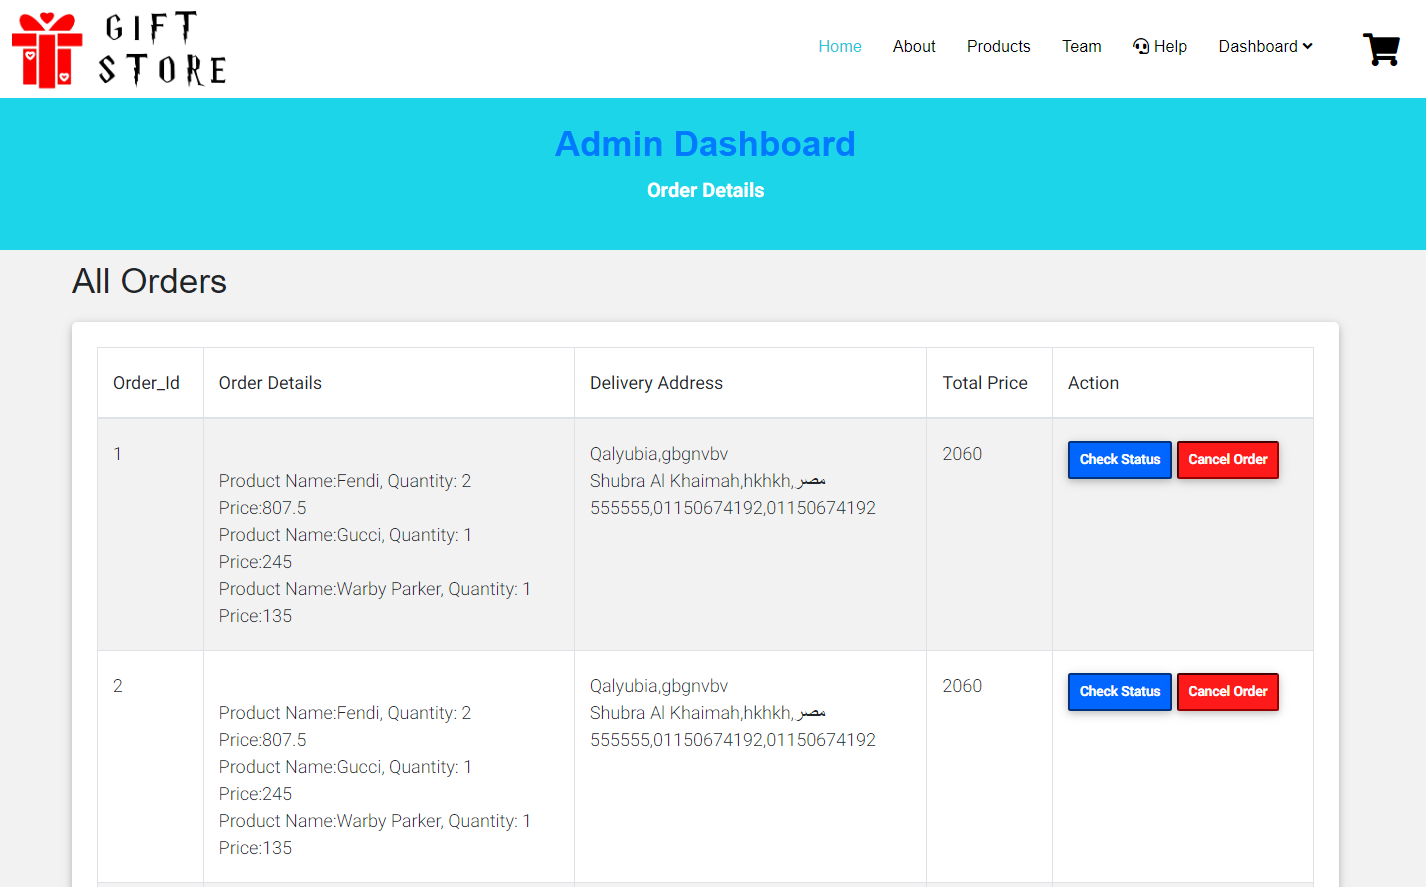 GIFT
STORE
Home About Products Team Help Dashboard
Admin Dashboard
Order Details
All Orders
Order_Id Order Details Delivery Address Total Price Action
1
Product Name:Fendi, Quantity: 2
Price:807.5
Product Name:Gucci, Quantity: 1
Price:245
Product Name:Warby Parker, Quantity: 1
Price:135
Qalyubia,gbgnvbv
Shubra Al Khaimah,hkhkh,مصر
555555,01150674192,01150674192
2060
Check Status Cancel Order
2
Product Name:Fendi, Quantity: 2
Price:807.5
Product Name:Gucci, Quantity: 1
Price:245
Product Name:Warby Parker, Quantity: 1
Price:135
Qalyubia,gbgnvbv
Shubra Al Khaimah,hkhkh,مصر
555555,01150674192,01150674192
2060
Check Status Cancel Order